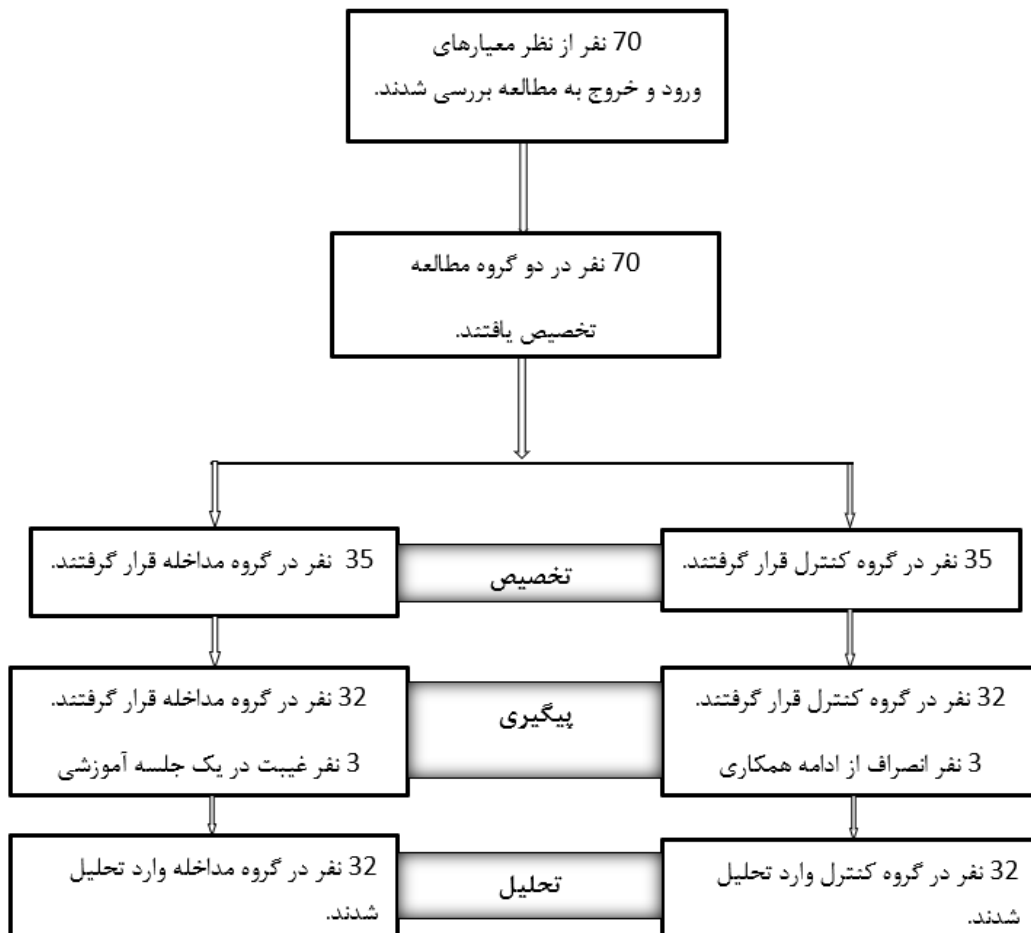 70 نفر از نظر معیارهای
ورود و خروج به مطالعه بررسی شدند.
70 نفر در دو گروه مطالعه
تخصیص یافتند.
35 نفر در گروه کنترل قرار گرفتند.
تخصیص
35 نفر در گروه مداخله قرار گرفتند.
32 نفر در گروه کنترل قرار گرفتند.
3 نفر انصراف از ادامه همکاری
پیگیری
32 نفر در گروه مداخله قرار گرفتند.
3 نفر غیبت در یک جلسه آموزشی
32 نفر در گروه کنترل وارد تحلیل
شدند.
تحلیل
32 نفر در گروه مداخله وارد تحلیل
شدند.